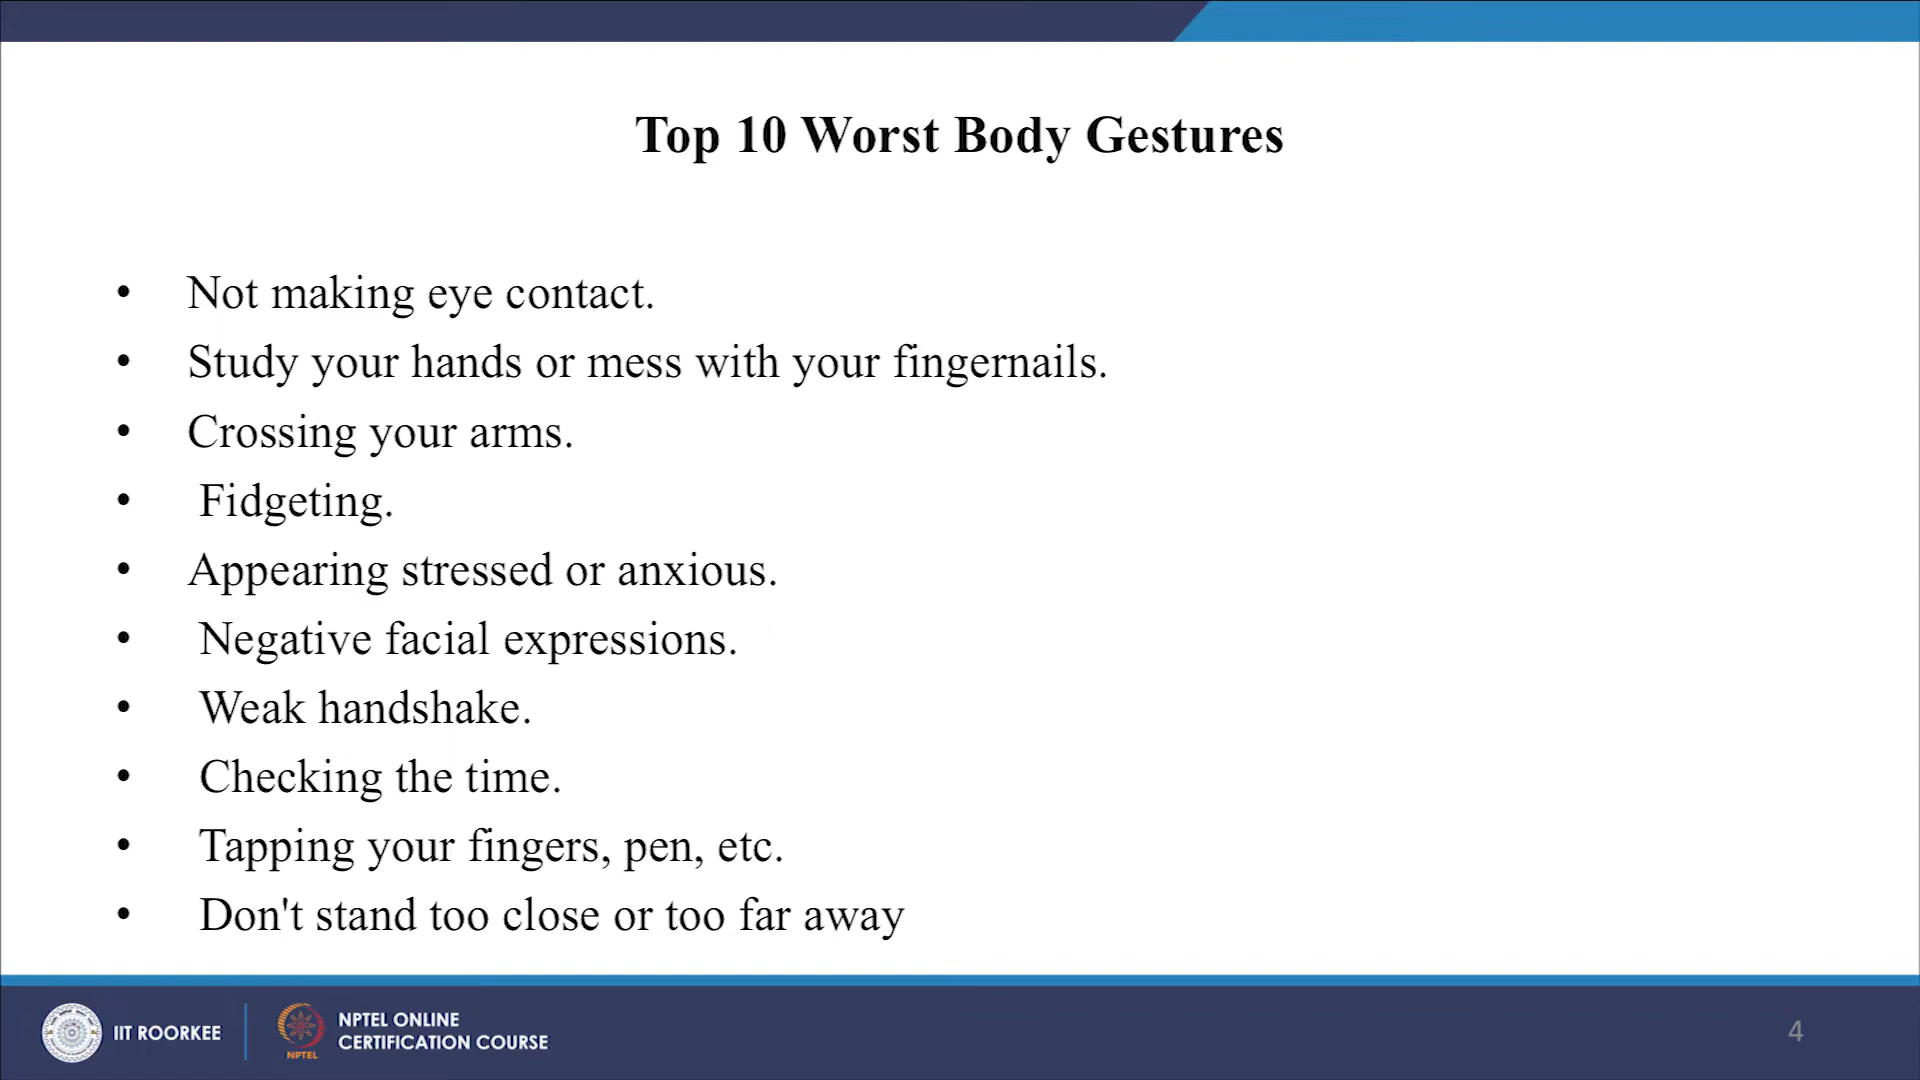 Top 10 Worst Body Gestures
• Not making eye contact.
• Study your hands or mess with your fingernails.
• Crossing your arms.
• Fidgeting.
• Appearing stressed or anxious.
• Negative facial expressions.
• Weak handshake.
• Checking the time.
• Tapping your fingers, pen, etc.
• Don't stand too close or too far away
IIT ROORKEE
NPTEL
NPTEL ONLINE
CERTIFICATION COURSE
4